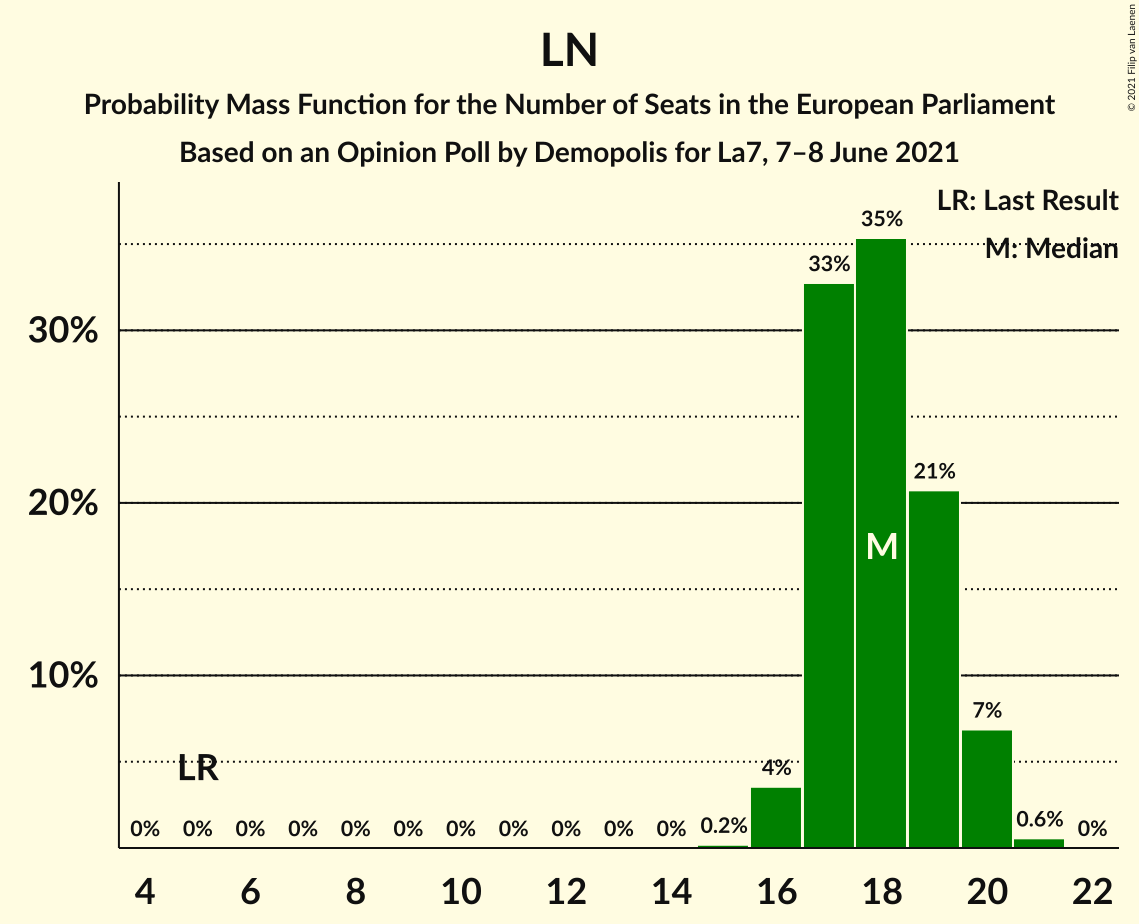 LN
Probability Mass Function for the Number of Seats in the European Parliament
Based on an Opinion Poll by Demopolis for La7, 7–8 June 2021
© 2021 Filip van Laenen
LR: Last Result
M: Median
35%
33%
30%
21%
20%
M
10%
7%
LR
4%
0% 0% 0% 0% 0% 0% 0% 0% 0% 0% 0% 0.2% 0.6% 0%
4 6 8 10 12 14 16 18 20 22